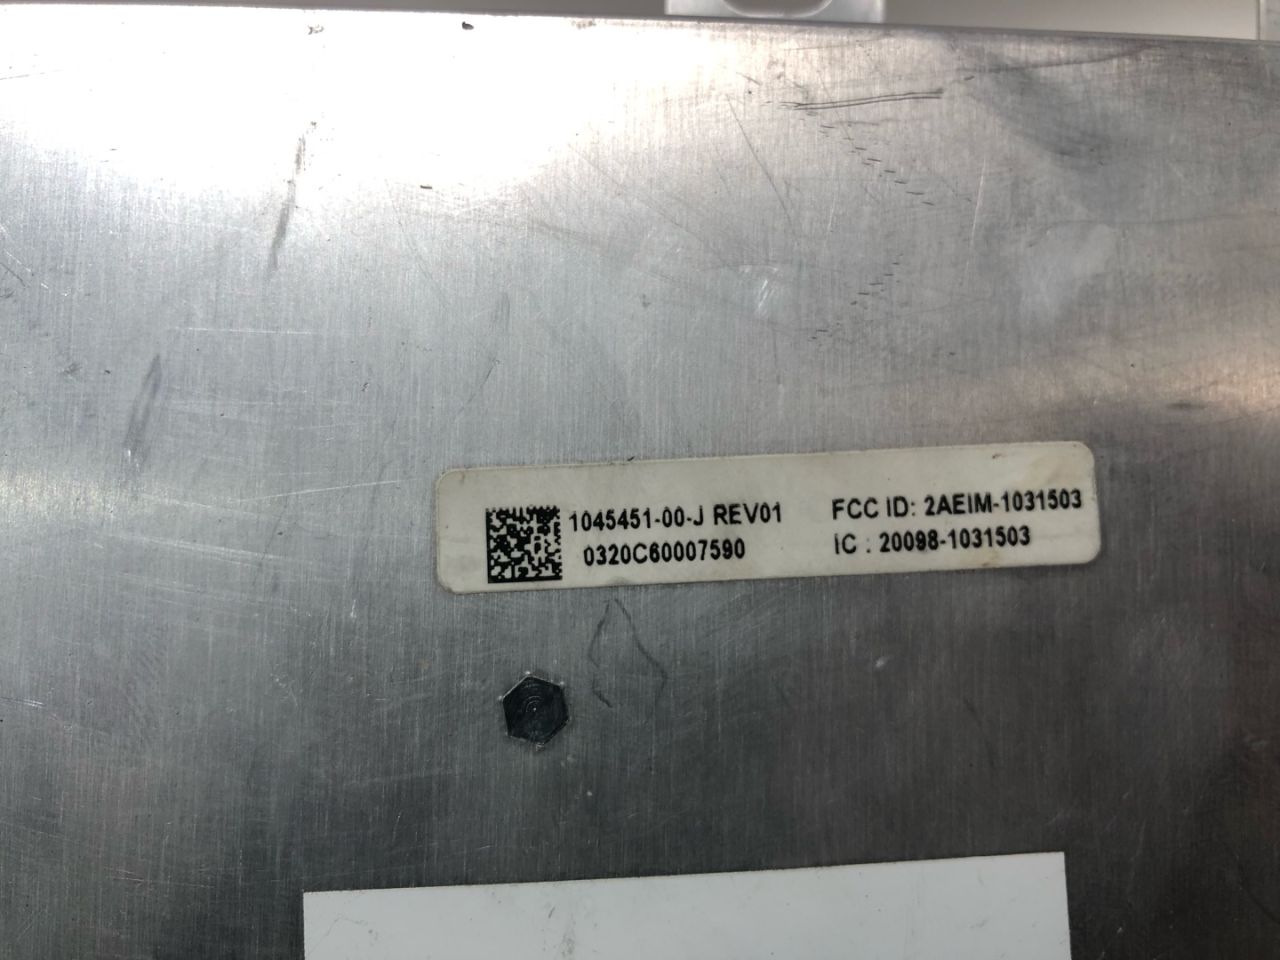 1045451-00-J REV01
0320C60007590
FCC ID: 2AEIM-1031503
IC : 20098-1031503